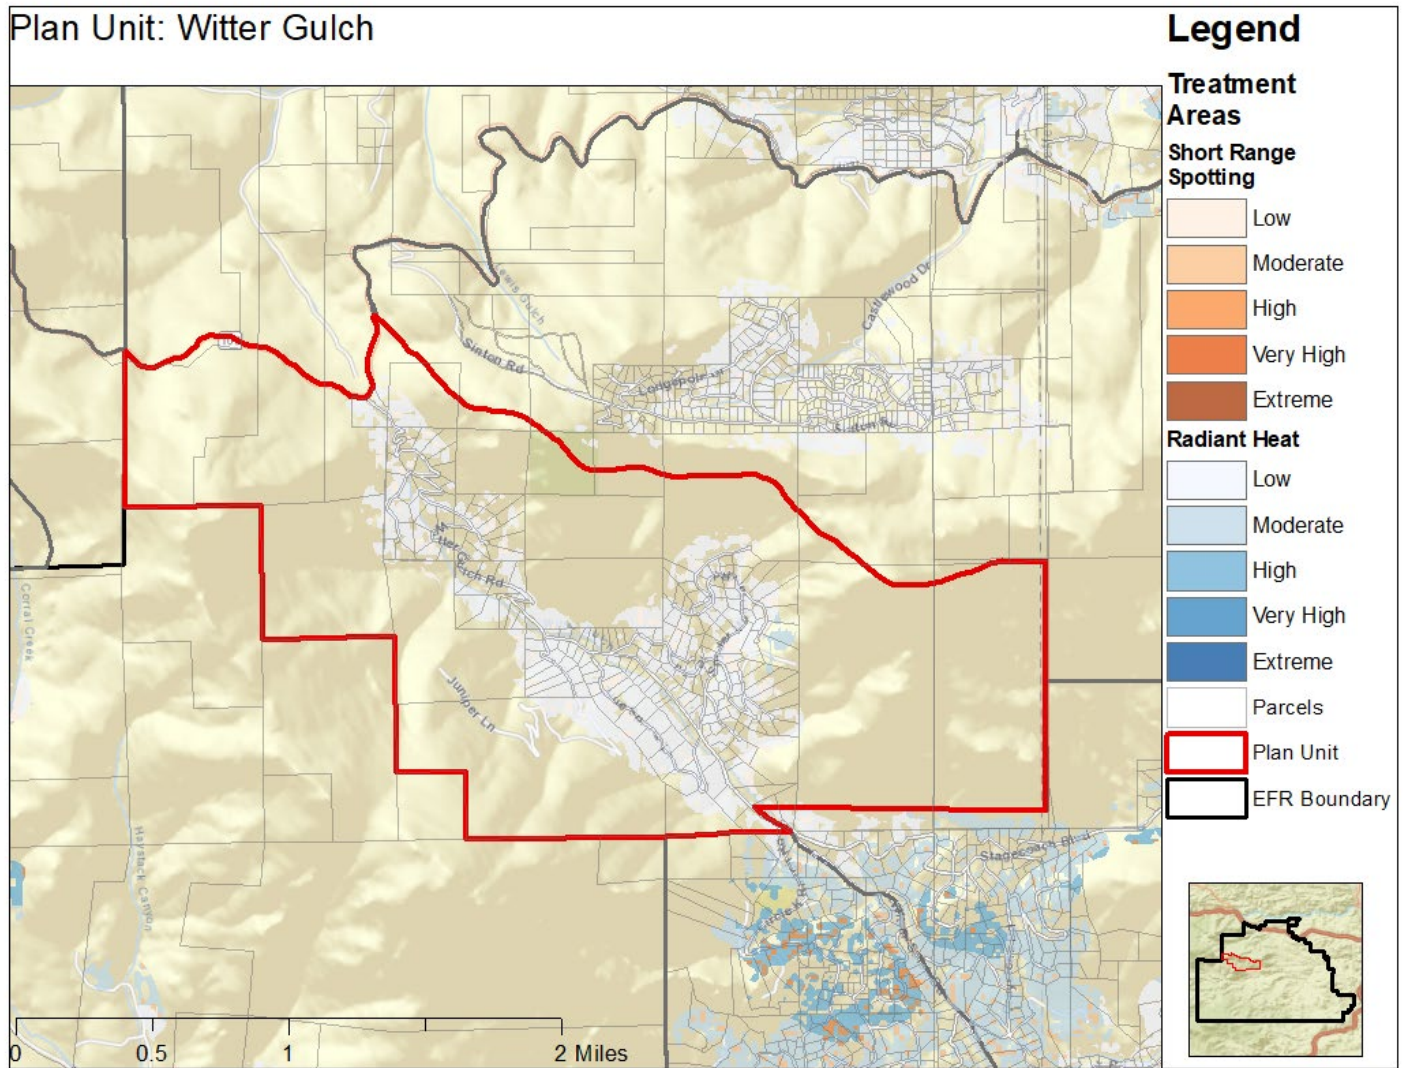 Plan Unit: Witter Gulch
Legend
Treatment
Areas
Short Range
Spotting
Low
Moderate
High
Very High
Extreme
Radiant Heat
Low
Moderate
High
Very High
Extreme
Parcels
Plan Unit
EFR Boundary
Lewis Gulch
Castlewood Dr
Sinton Rd
Lodgepole
Juniper Ln
Corral Creek
Haystack Canyon
Stagecoach Blvd
0
0.5
1
2 Miles